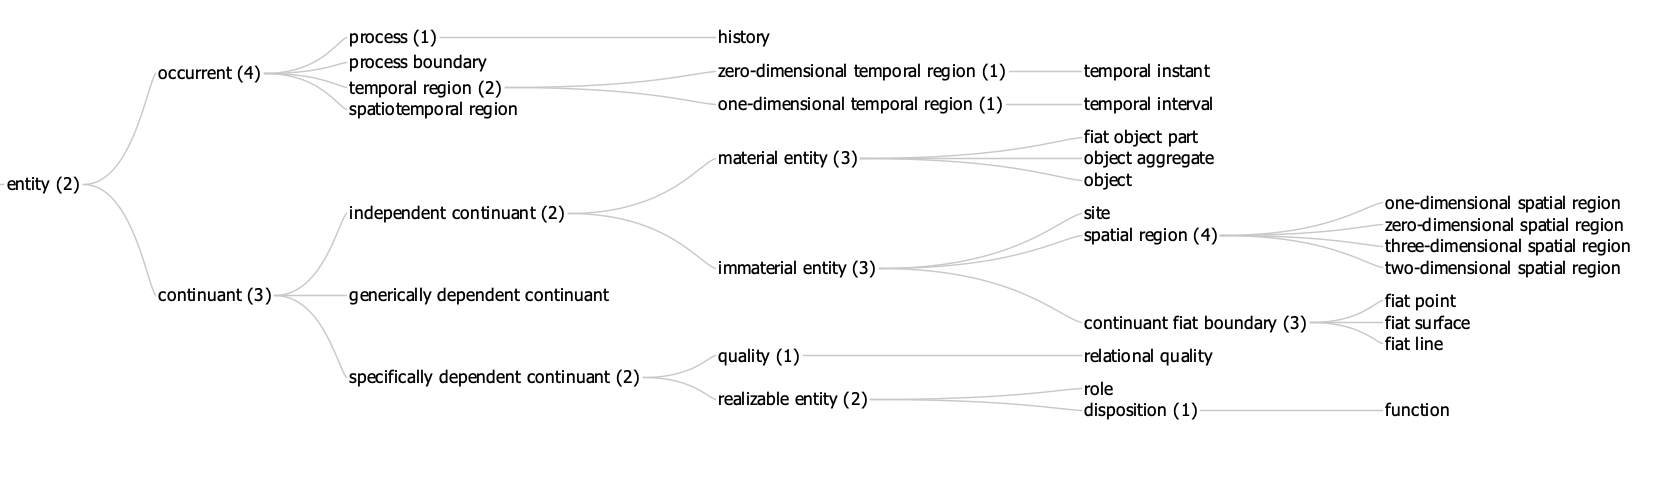 entity (2)
occurrent (4)
process (1)
history
process boundary
temporal region (2)
zero-dimensional temporal region (1)
temporal instant
one-dimensional temporal region (1)
temporal interval
spatiotemporal region
continuant (3)
independent continuant (2)
material entity (3)
fiat object part
object aggregate
object
immaterial entity (3)
site
spatial region (4)
one-dimensional spatial region
zero-dimensional spatial region
three-dimensional spatial region
two-dimensional spatial region
continuant fiat boundary (3)
fiat point
fiat surface
fiat line
generically dependent continuant
specifically dependent continuant (2)
quality (1)
relational quality
realizable entity (2)
role
disposition (1)
function